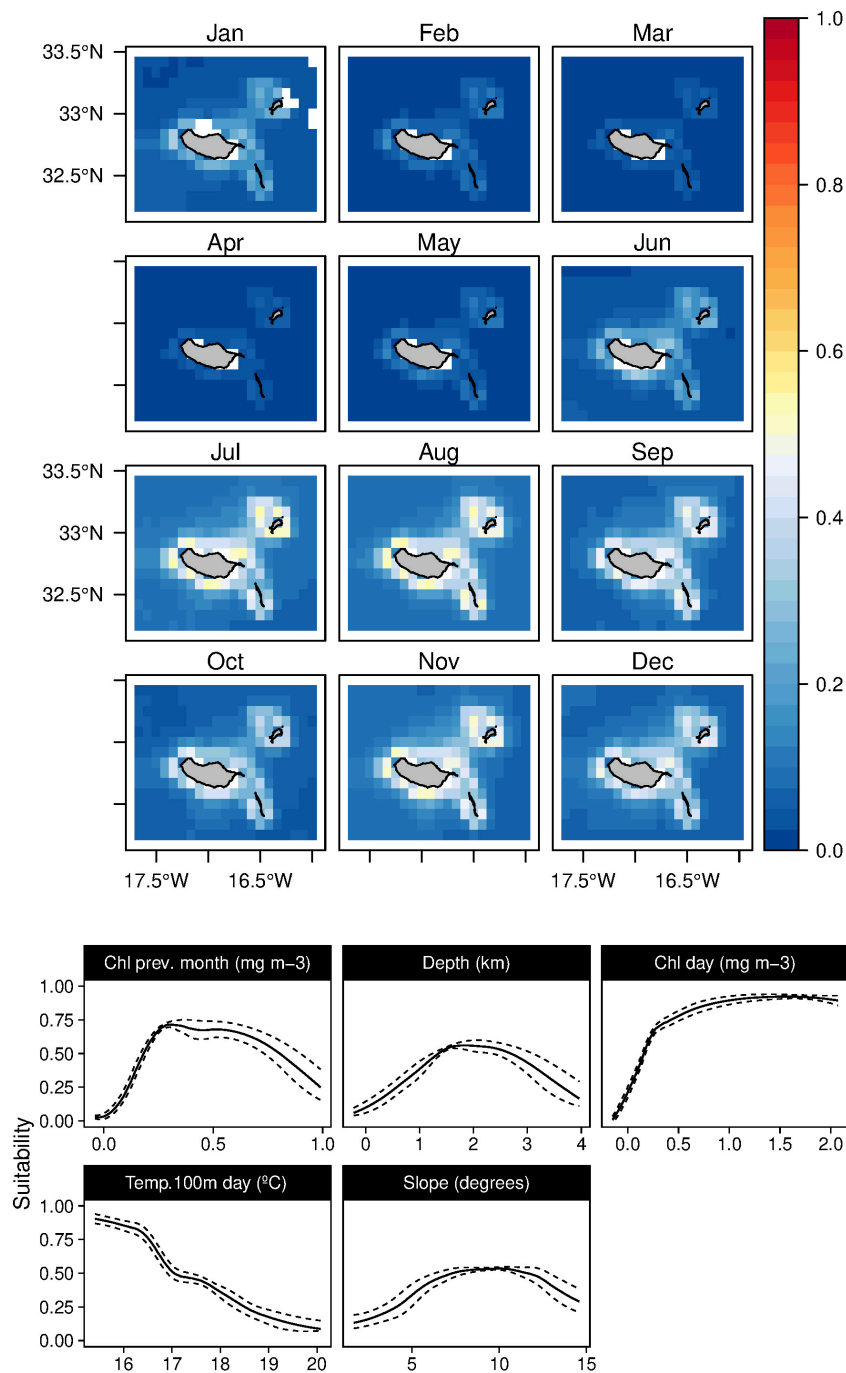 Jan Feb Mar 1.0
33.5°N
33°N
32.5°N
0.8
Apr May Jun
0.6
Jul Aug Sep
33.5°N
33°N
32.5°N
0.4
Oct Nov Dec
0.2
0.0
17.5°W 16.5°W 17.5°W 16.5°W
Chl prev. month (mg m−3) Depth (km) Chl day (mg m−3)
1.00
0.75
0.50
0.25
0.00
0.0 0.5 1.0 0 1 2 3 4 0.0 0.5 1.0 1.5 2.0
Suitability
Temp.100m day (ºC) Slope (degrees)
1.00
0.75
0.50
0.25
0.00
16 17 18 19 20 5 10 15